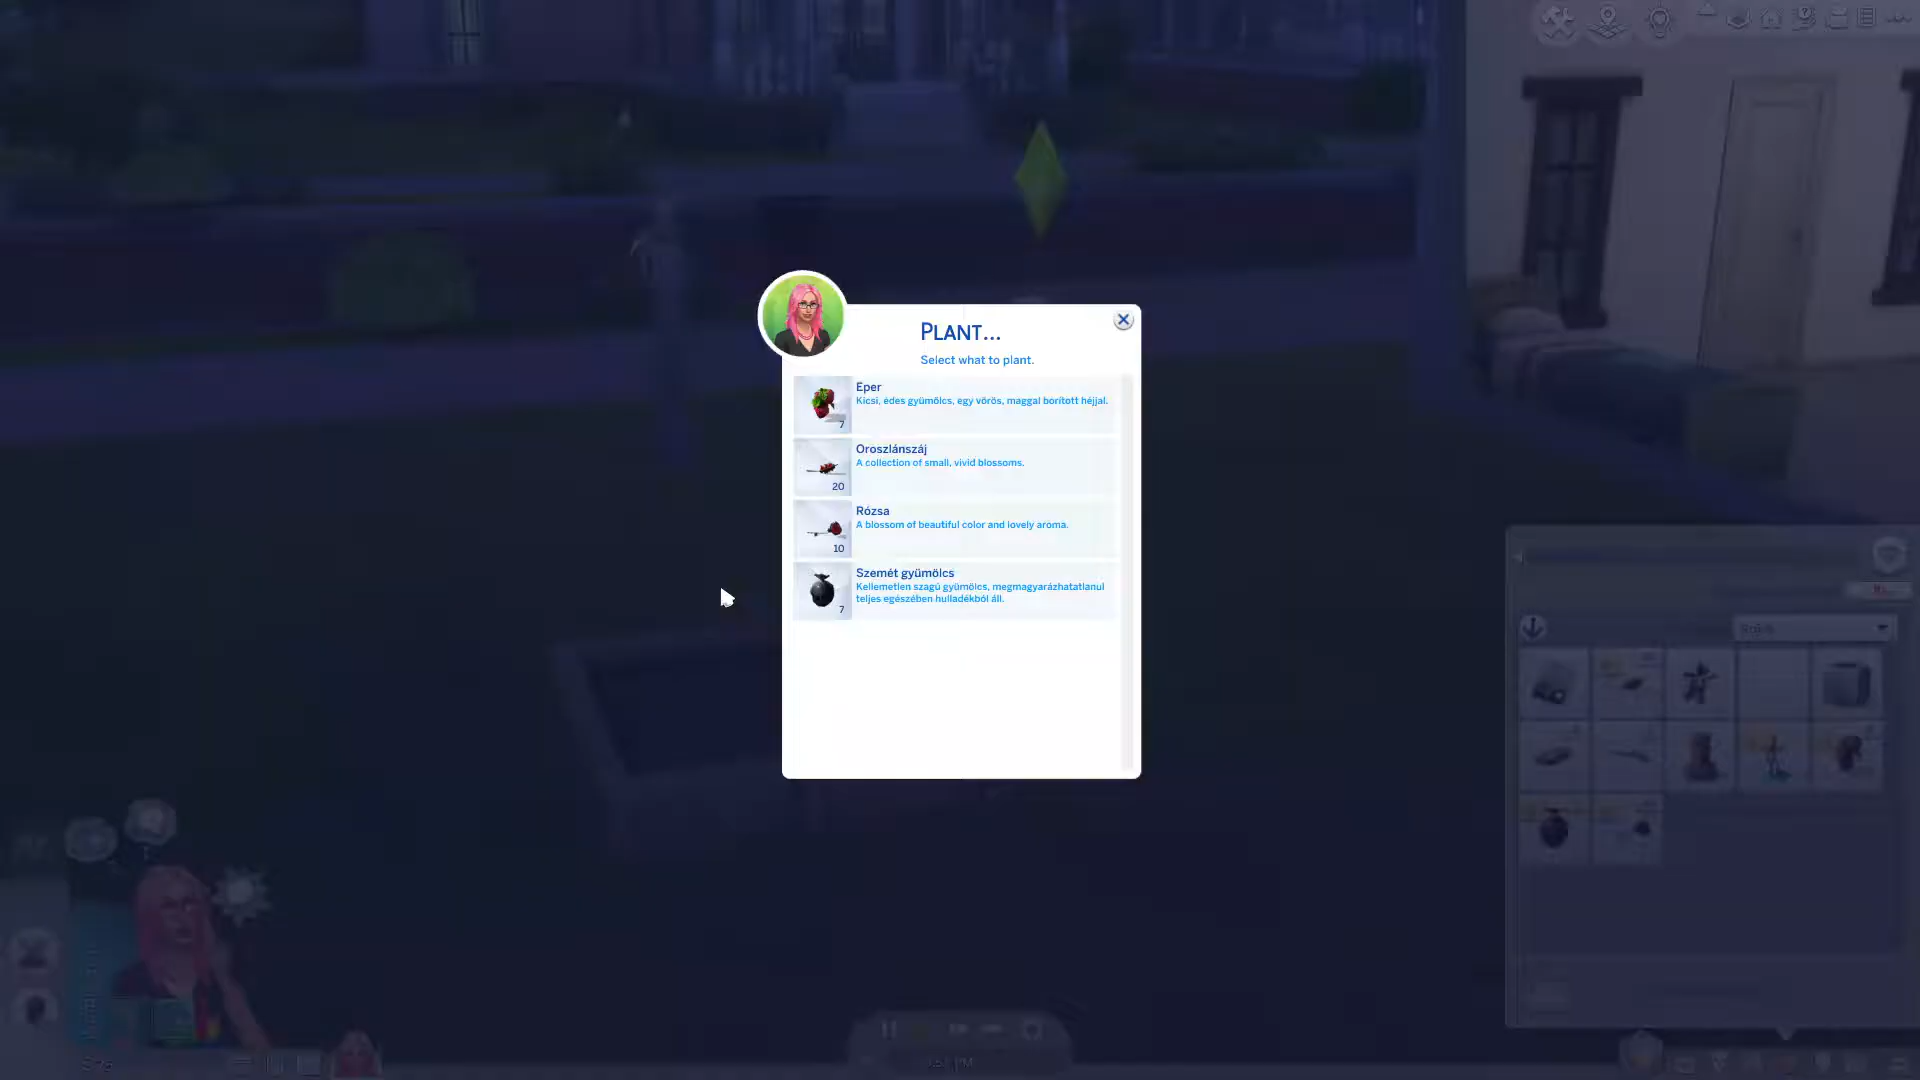 PLANT...
Select what to plant.
Eper
Kicsi, édes gyümölcs, egy vörös, maggal borított héjjal.
7
Oroszlánszáj
A collection of small, vivid blossoms.
20
Rózsa
A blossom of beautiful color and lovely aroma.
10
Szemét gyümölcs
Kellemetlen szagú gyümölcs, megmagyarázhatatlanul
teljes egészében hulladékból áll.
7